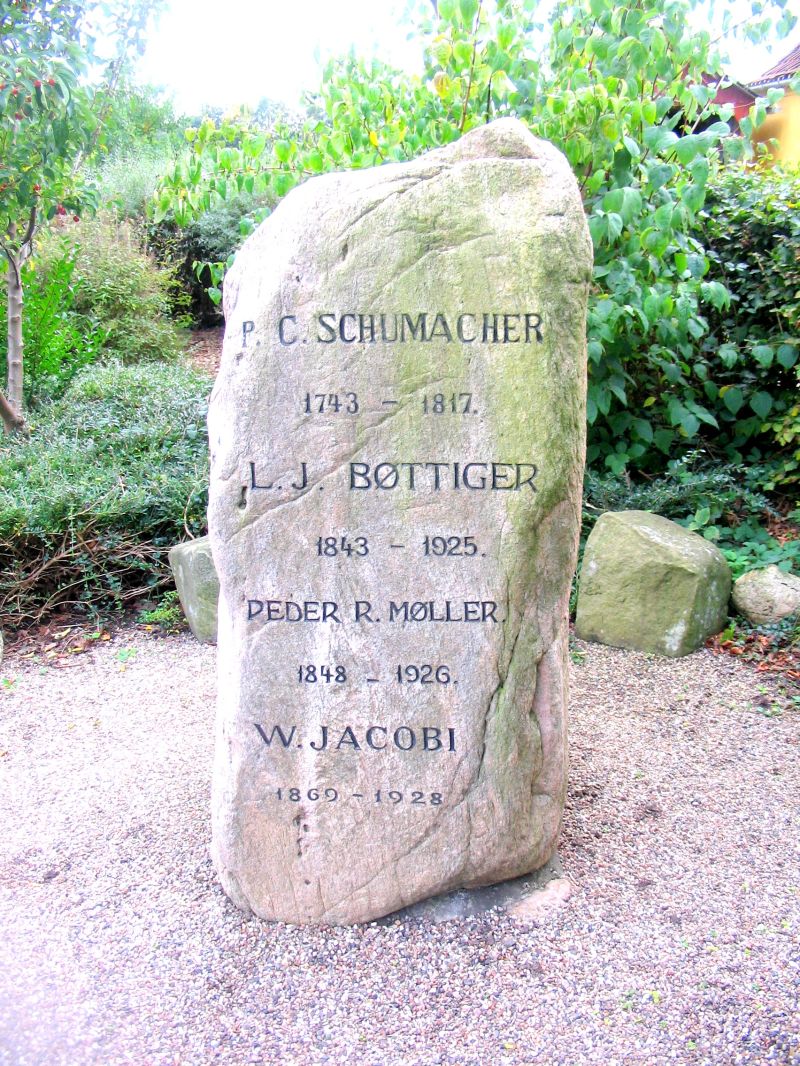 P. C. SCHUMACHER
1743 – 1817.
L. J. BØTTIGER
1843 – 1925.
PEDER R. MØLLER.
1848 – 1926.
W. JACOBI
1869 – 1928